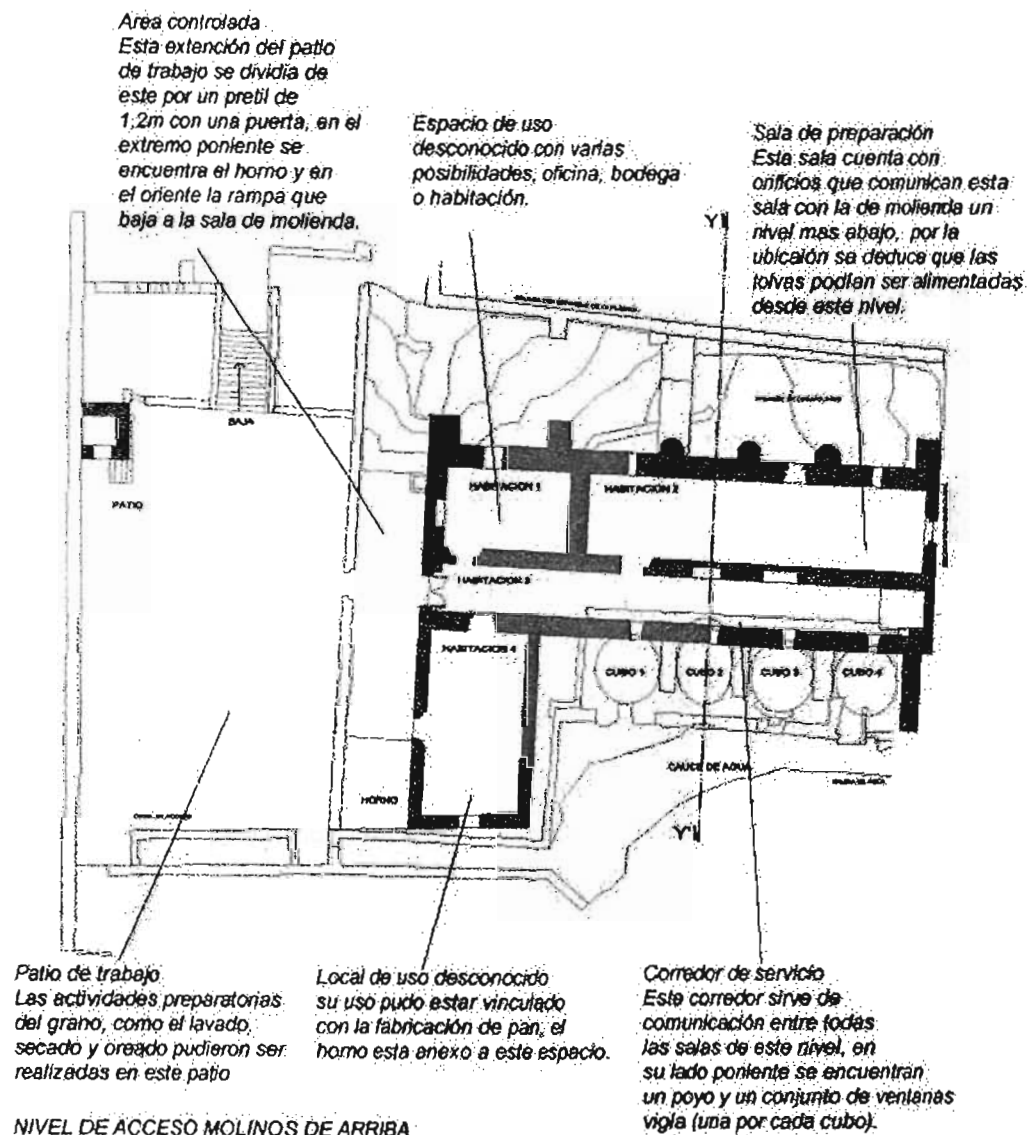 Area controlada
Esta extención del patio
de trabajo se dividía de
este por un pretil de
1,2m con una puerta, en el
extremo poniente se
encuentra el horno y en
el oriente la rampa que
baja a la sala de molienda.
Espacio de uso
desconocido con varias
posibilidades, oficina, bodega
o habitación.
Sala de preparación
Esta sala cuenta con
orificios que comunican esta
sala con la de molienda un
nivel mas abajo, por la
ubicaión se deduce que las
tolvas podían ser alimentadas
desde este nivel.
Y
BAJA
PATIO
HABITACION 1
HABITACION 2
HABITACION 3
HABITACION 4
CUBO 1
CUBO 2
CUBO 3
CUBO 4
CAUCE DE AGUA
HORNO
Y'
Patio de trabajo
Las actividades preparatorias
del grano, como el lavado,
secado y oreado pudieron ser
realizadas en este patio
Local de uso desconocido
su uso pudo estar vinculado
con la fabricación de pan, el
horno esta anexo a este espacio.
Corredor de servicio
Este corredor sirve de
comunicación entre todas
las salas de este nivel, en
su lado poniente se encuentran
un poyo y un conjunto de ventanas
vigía (una por cada cubo).
NIVEL DE ACCESO MOLINOS DE ARRIBA